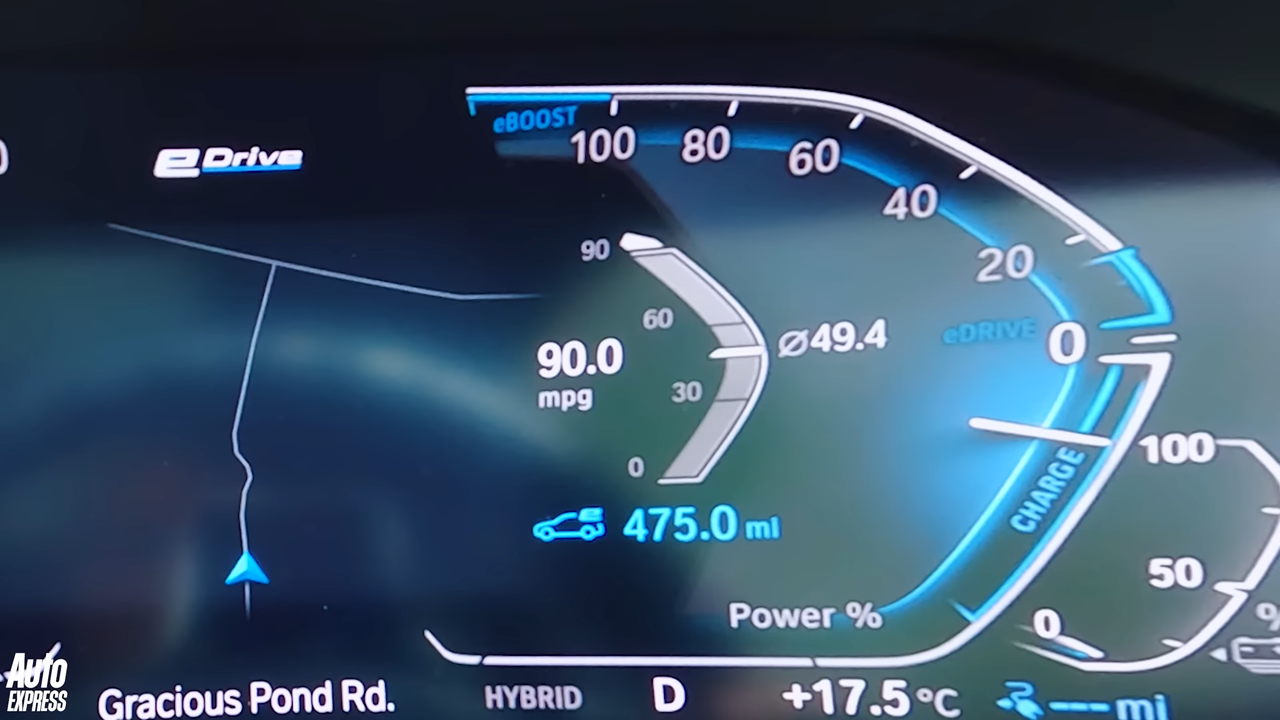 eBOOST
100 80 60 40 20 0
eDrive
90
60
90.0
mpg
30
0
ø49.4
eDRIVE
CHARGE
475.0 mi
Power %
100
50
0
%
Gracious Pond Rd.
HYBRID
D
+17.5°C
--- mi
Auto
EXPRESS